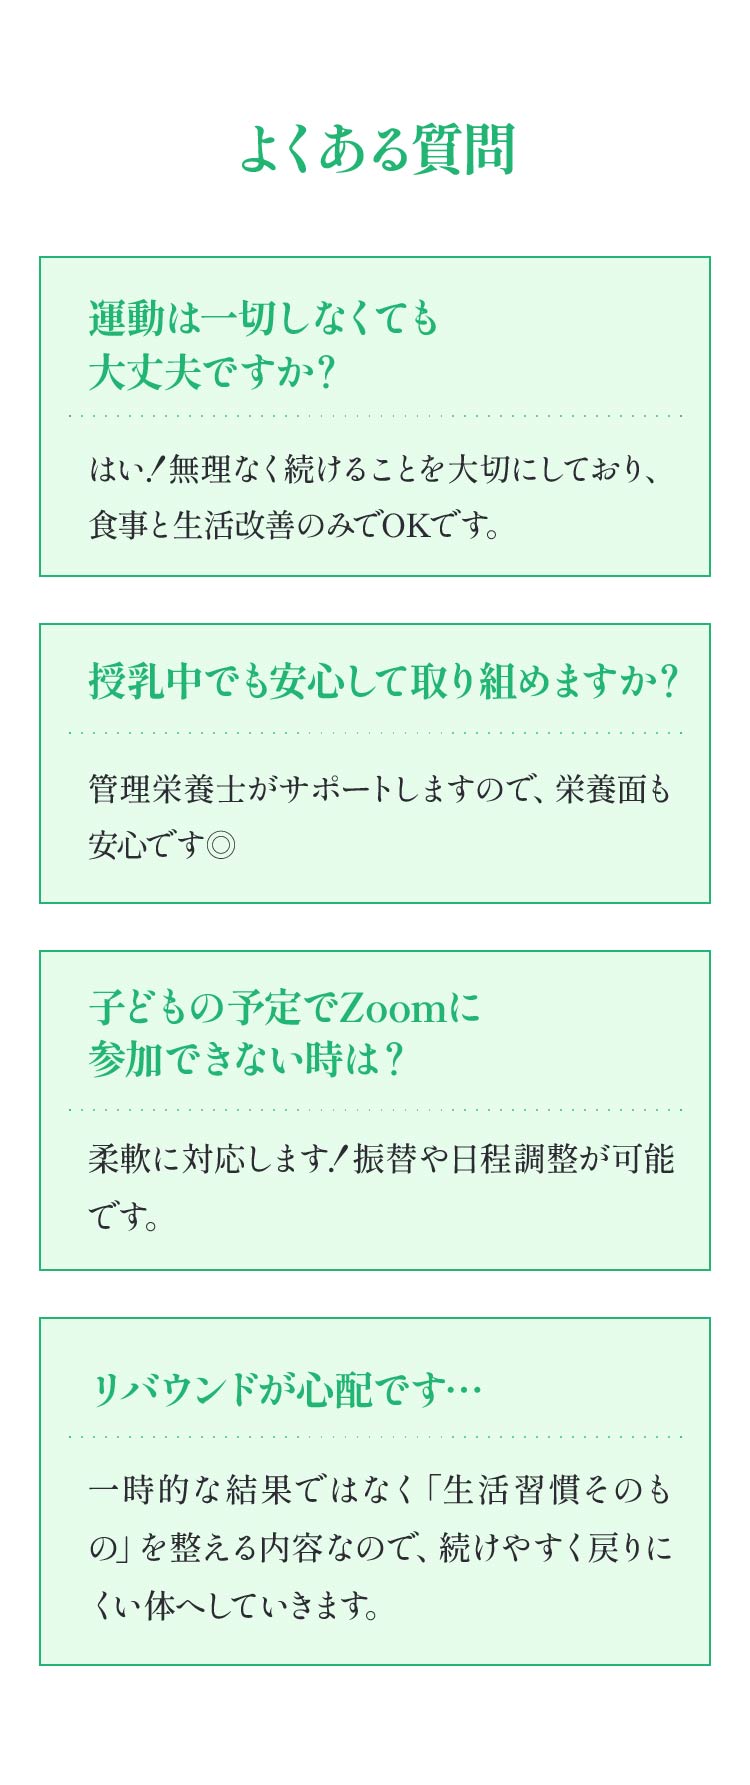 よくある質問
運動は一切しなくても
大丈夫ですか？
はい！無理なく続けることを大切にしており、
食事と生活改善のみでOKです。
授乳中でも安心して取り組めますか？
管理栄養士がサポートしますので、栄養面も
安心です◎
子どもの予定でZoomに
参加できない時は？
柔軟に対応します！振替や日程調整が可能
です。
リバウンドが心配です…
一時的な結果ではなく「生活習慣そのも
の」を整える内容なので、続けやすく戻りに
くい体へしていきます。